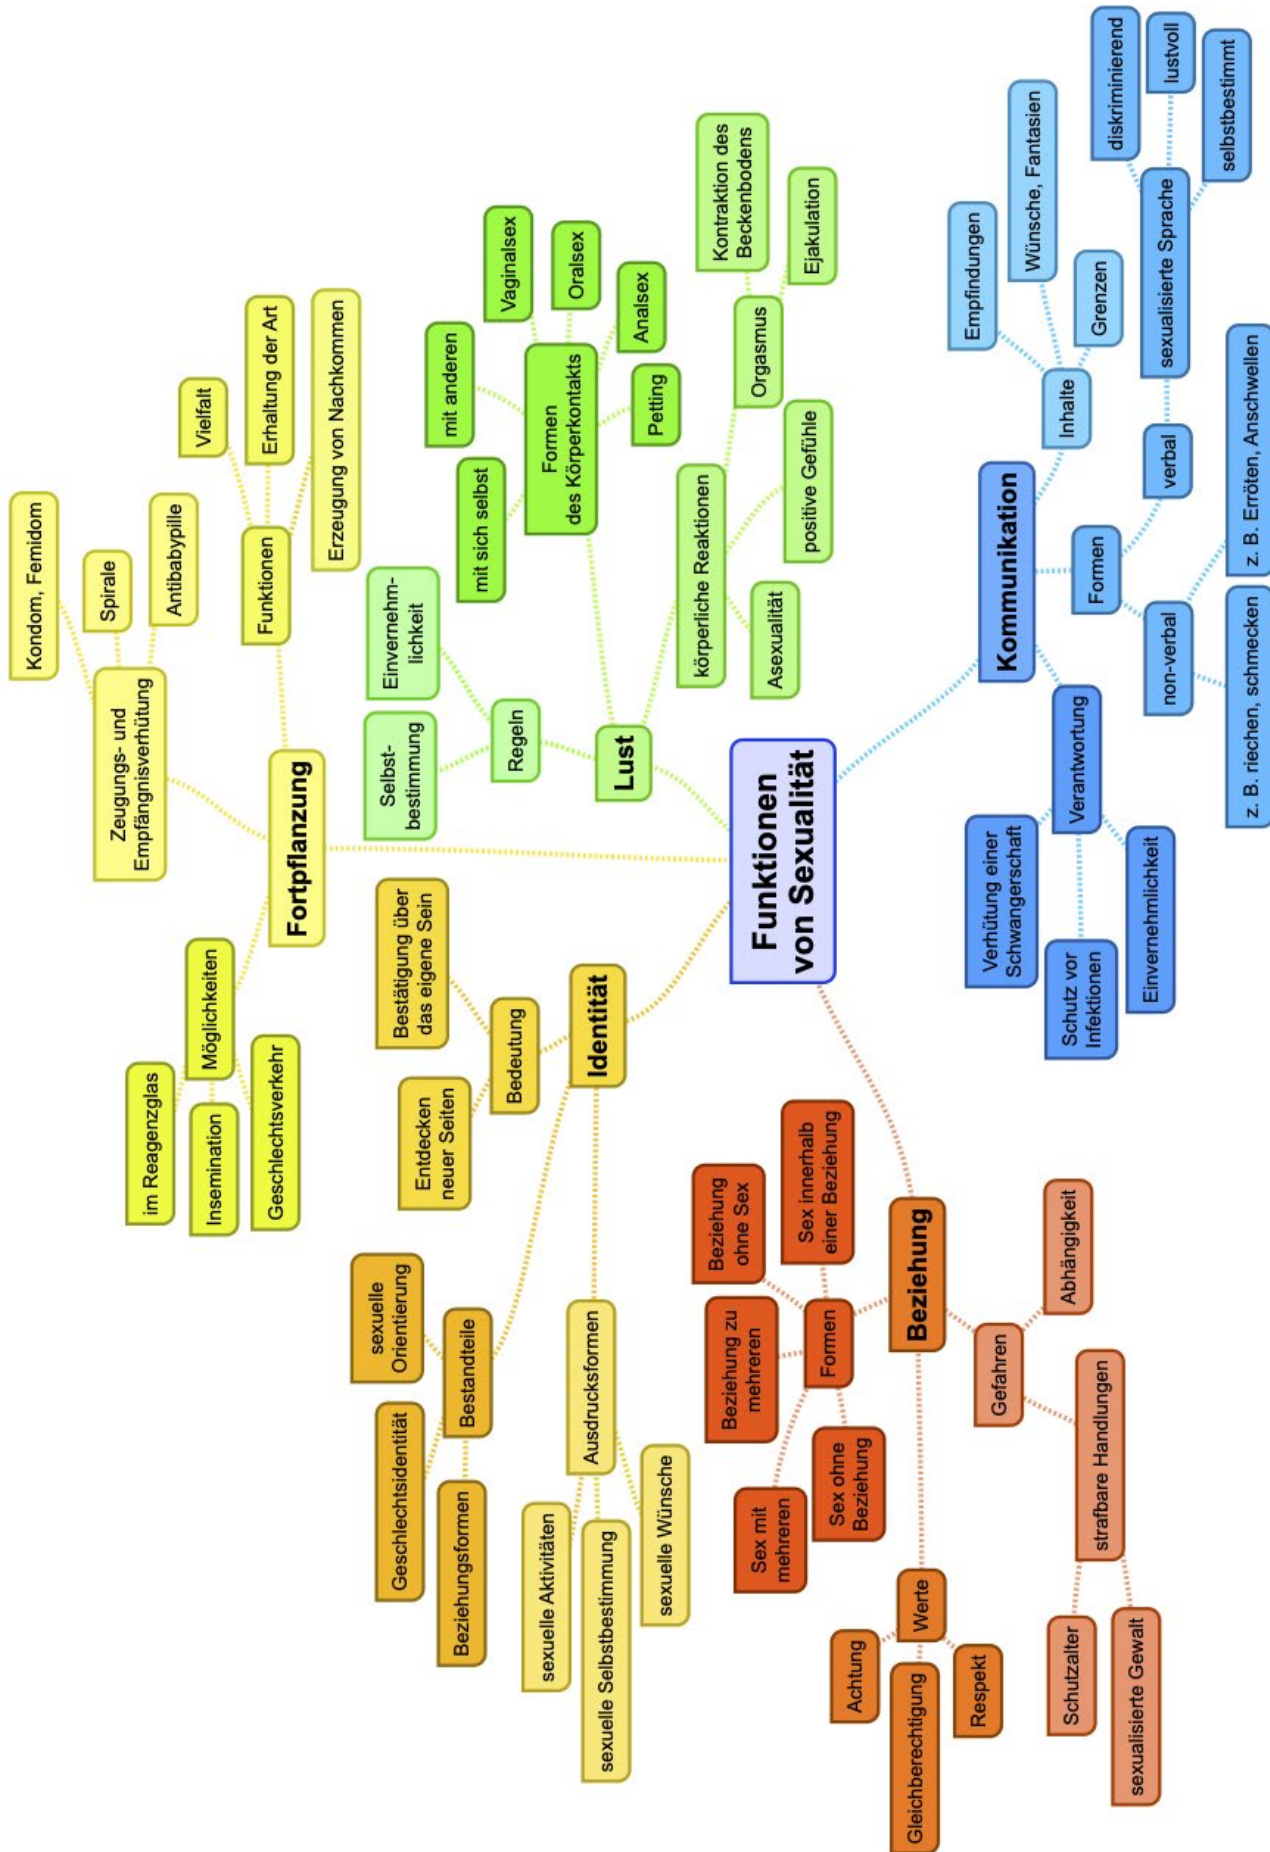 Funktionen
von Sexualität
Fortpflanzung
Zeugungs- und
Empfängnisverhütung
Kondom, Femidom
Spirale
Antibabypille
Funktionen
Vielfalt
Erhaltung der Art
Erzeugung von Nachkommen
Möglichkeiten
im Reagenzglas
Insemination
Geschlechtsverkehr
Lust
Regeln
Selbst-
bestimmung
Einvernehm-
lichkeit
Formen
des Körperkontakts
mit sich selbst
mit anderen
Vaginalsex
Oralsex
Analsex
Petting
körperliche Reaktionen
Orgasmus
Kontraktion des
Beckenbodens
Ejakulation
positive Gefühle
Asexualität
Kommunikation
Inhalte
Empfindungen
Wünsche, Fantasien
Grenzen
Formen
verbal
sexualisierte Sprache
diskriminierend
lustvoll
selbstbestimmt
non-verbal
z. B. Erröten, Anschwellen
z. B. riechen, schmecken
Verantwortung
Verhütung einer
Schwangerschaft
Schutz vor
Infektionen
Einvernehmlichkeit
Beziehung
Formen
Sex innerhalb
einer Beziehung
Beziehung
ohne Sex
Beziehung zu
mehreren
Sex mit
mehreren
Sex ohne
Beziehung
Werte
Achtung
Gleichberechtigung
Respekt
Gefahren
Abhängigkeit
strafbare Handlungen
Schutzalter
sexualisierte Gewalt
Identität
Bedeutung
Bestätigung über
das eigene Sein
Entdecken
neuer Seiten
Bestandteile
sexuelle
Orientierung
Geschlechtsidentität
Beziehungsformen
Ausdrucksformen
sexuelle Aktivitäten
sexuelle Selbstbestimmung
sexuelle Wünsche